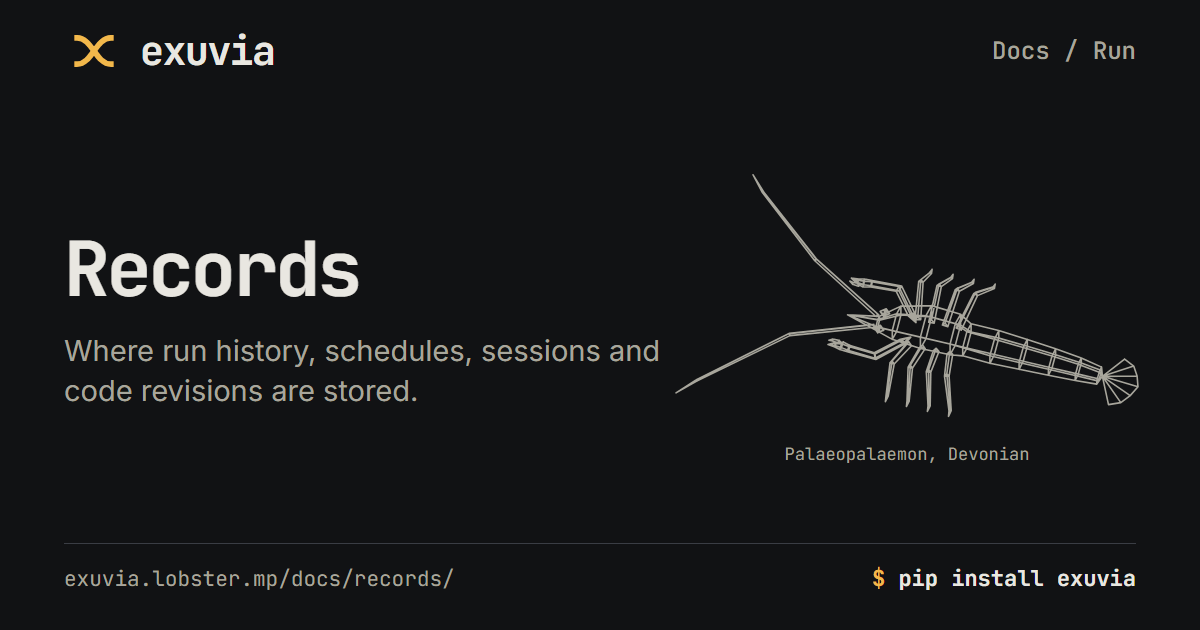 exuvia
Docs / Run
Records
Where run history, schedules, sessions and
code revisions are stored.
Palaeopalaemon, Devonian
exuvia.lobster.mp/docs/records/
$ pip install exuvia